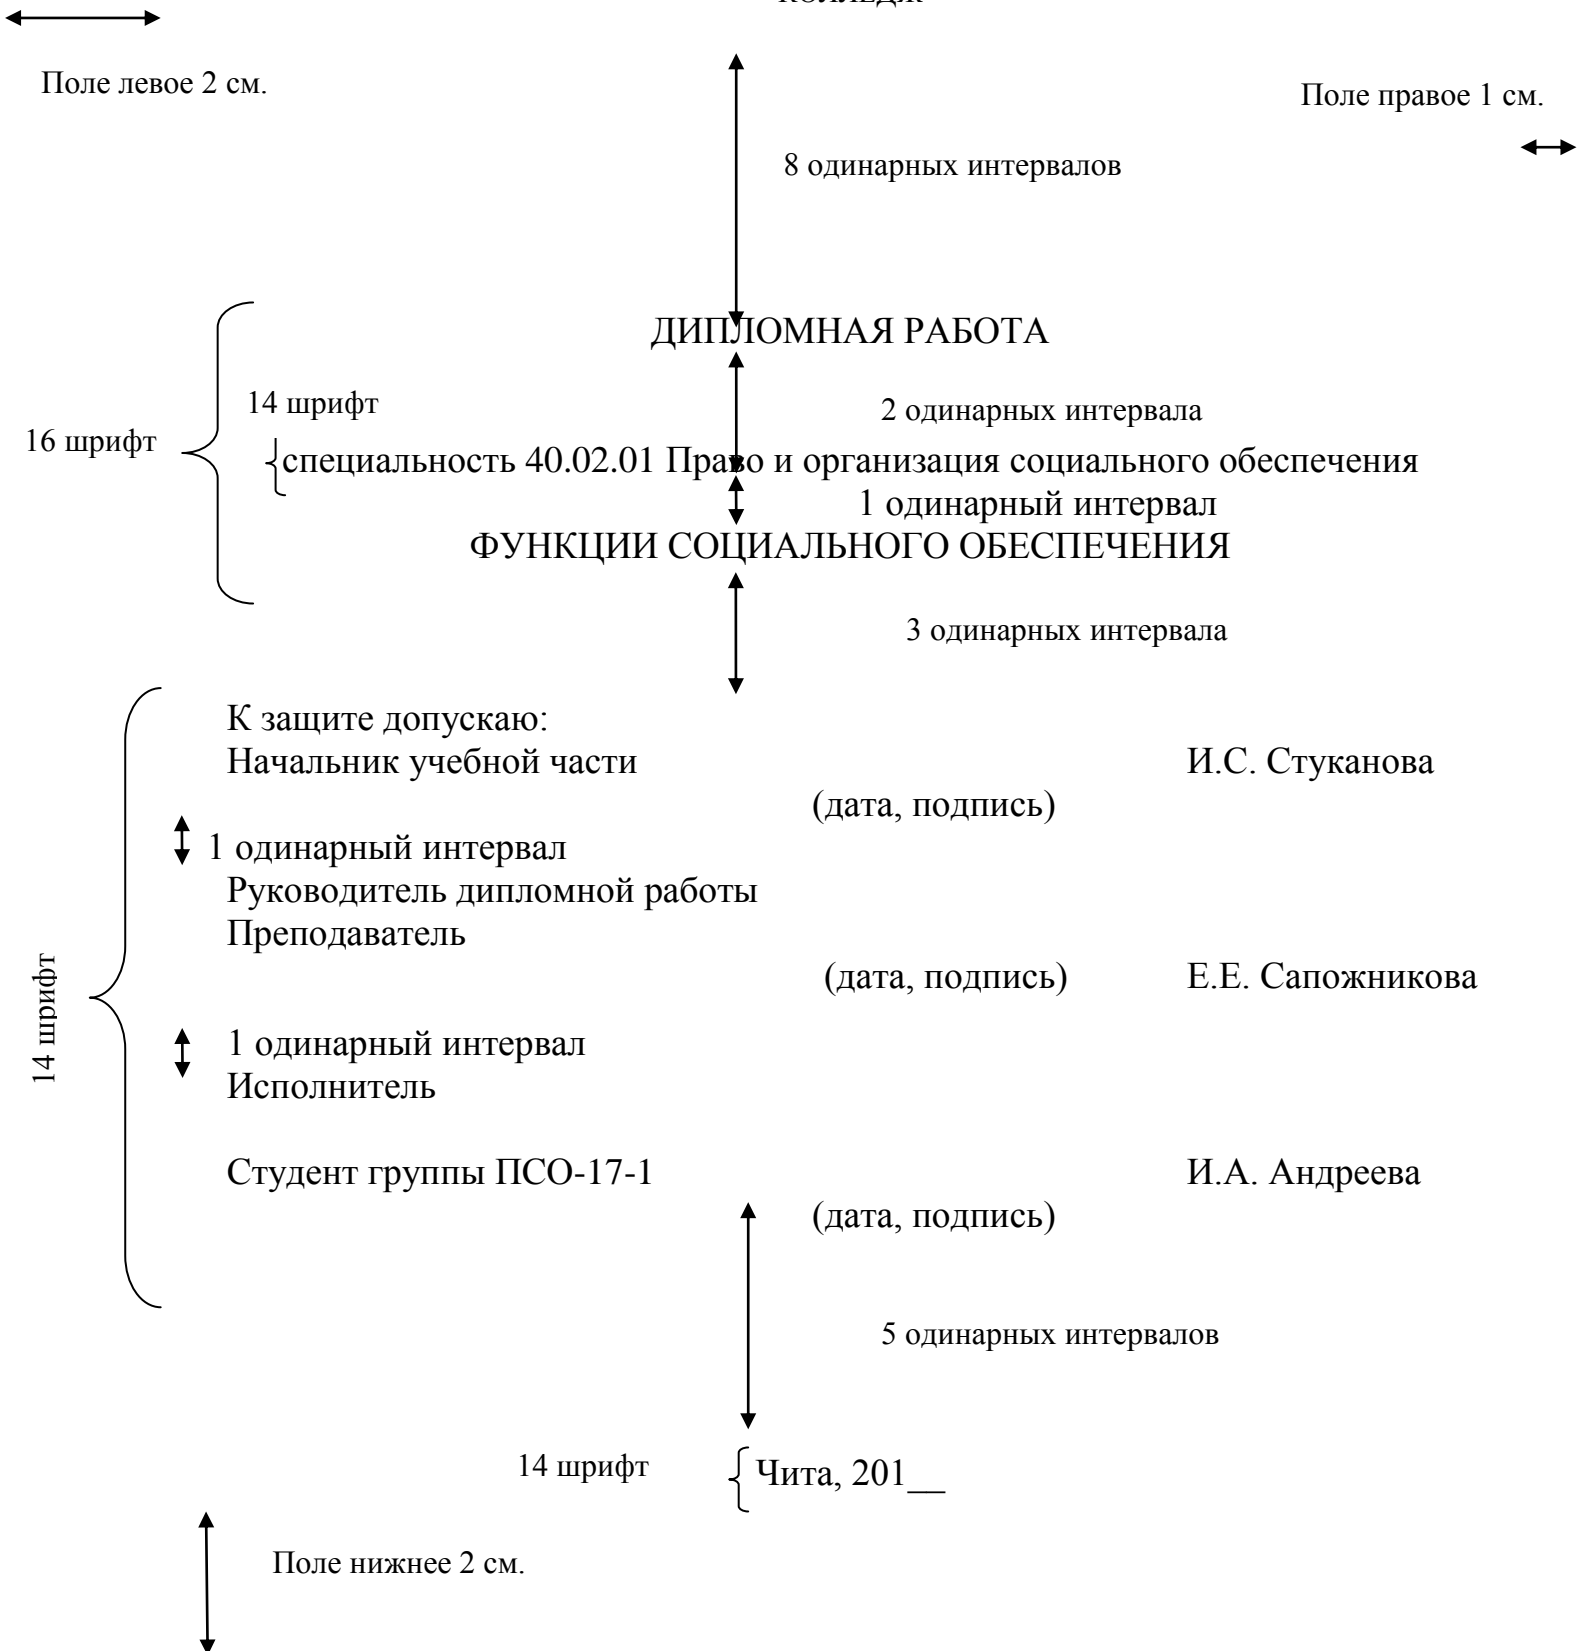 КОЛЛЕДЖ
Поле левое 2 см.
Поле правое 1 см.
8 одинарных интервалов
ДИПЛОМНАЯ РАБОТА
14 шрифт
2 одинарных интервала
16 шрифт
специальность 40.02.01 Право и организация социального обеспечения
1 одинарный интервал
ФУНКЦИИ СОЦИАЛЬНОГО ОБЕСПЕЧЕНИЯ
3 одинарных интервала
К защите допускаю:
Начальник учебной части И.С. Стуканова
(дата, подпись)
1 одинарный интервал
Руководитель дипломной работы
Преподаватель
(дата, подпись) Е.Е. Сапожникова
14 шрифт
1 одинарный интервал
Исполнитель
Студент группы ПСО-17-1 И.А. Андреева
(дата, подпись)
5 одинарных интервалов
14 шрифт
Чита, 201__
Поле нижнее 2 см.